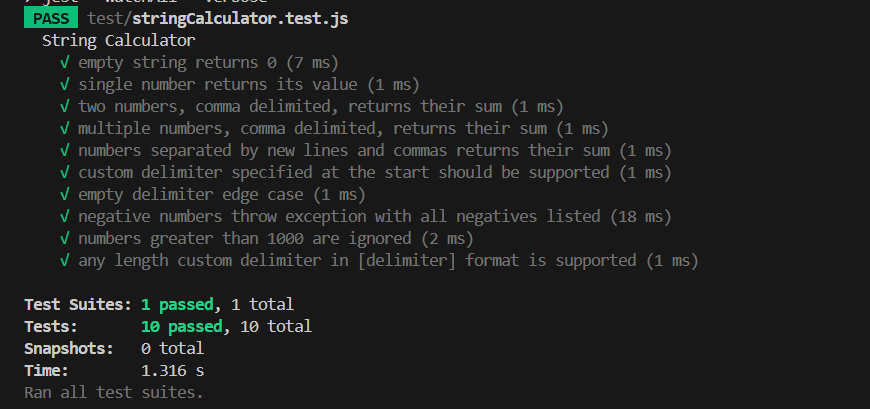 PASS test/stringCalculator.test.js
String Calculator
√ empty string returns 0 (7 ms)
√ single number returns its value (1 ms)
√ two numbers, comma delimited, returns their sum (1 ms)
√ multiple numbers, comma delimited, returns their sum (1 ms)
√ numbers separated by new lines and commas returns their sum (1 ms)
√ custom delimiter specified at the start should be supported (1 ms)
√ empty delimiter edge case (1 ms)
√ negative numbers throw exception with all negatives listed (18 ms)
√ numbers greater than 1000 are ignored (2 ms)
√ any length custom delimiter in [delimiter] format is supported (1 ms)
Test Suites: 1 passed, 1 total
Tests: 10 passed, 10 total
Snapshots: 0 total
Time: 1.316 s
Ran all test suites.